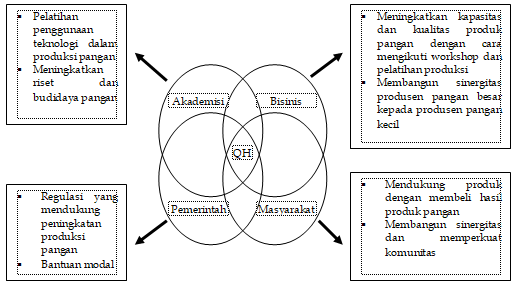 Pelatihan
penggunaan
teknologi dalam
produksi pangan
Meningkatkan
riset dan
budidaya pangan
Meningkatkan kapasitas
dan kualitas produk
pangan dengan cara
mengikuti workshop dan
pelatihan produksi
Membangun sinergitas
produsen pangan besar
kepada produsen pangan
kecil
Akademisi
Bisinis
QH
Pemerintah
Masyarakat
Regulasi yang
mendukung
peningkatan
produksi
pangan
Bantuan modal
Mendukung produk
dengan membeli hasi
produk pangan
Membangun sinergitas
dan memperkuat
komunitas